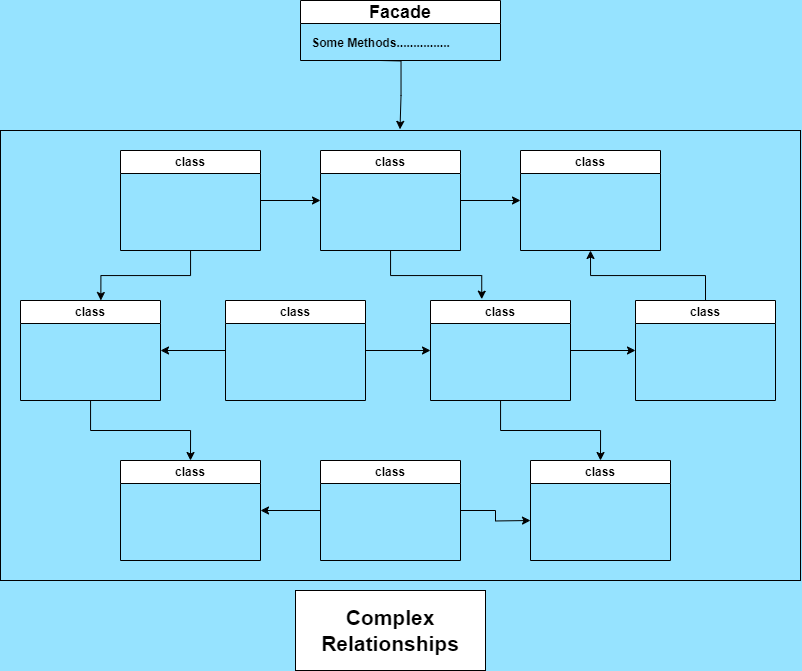 Facade
Some Methods................
class
class
class
class
class
class
class
class
class
class
Complex
Relationships